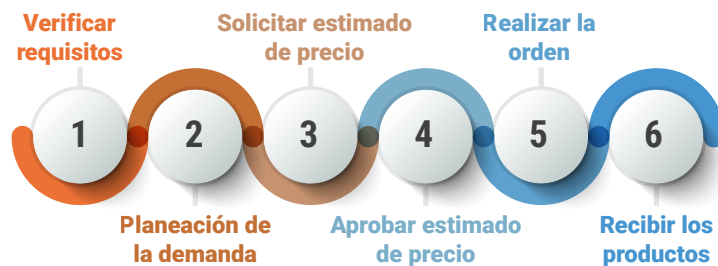 Verificar
requisitos
1
Planeación de
la demanda
2
Solicitar estimado
de precio
3
Aprobar estimado
de precio
4
Realizar la
orden
5
Recibir los
productos
6